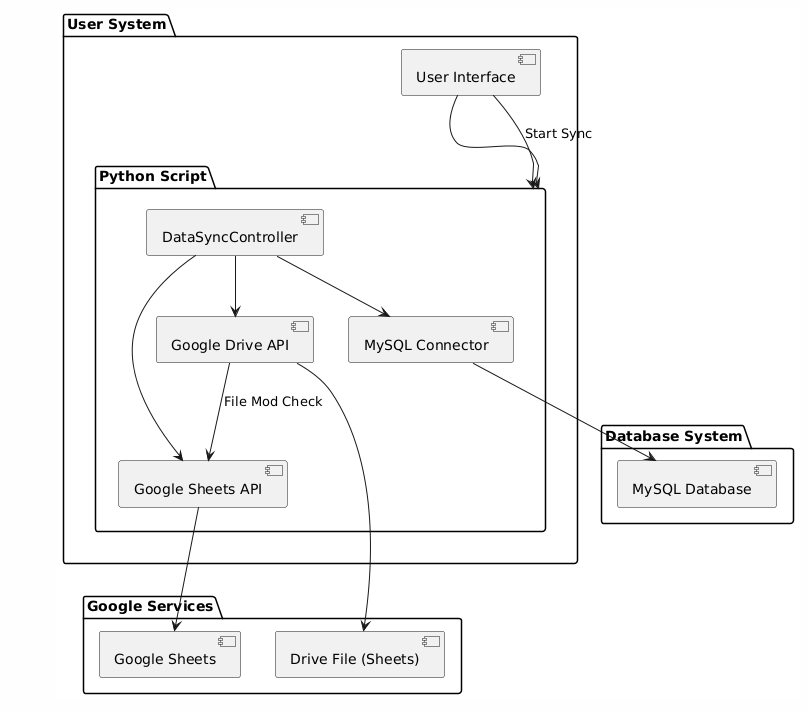 User System
User Interface
Start Sync
Python Script
DataSyncController
Google Drive API
MySQL Connector
File Mod Check
Database System
Google Sheets API
MySQL Database
Google Services
Google Sheets
Drive File (Sheets)